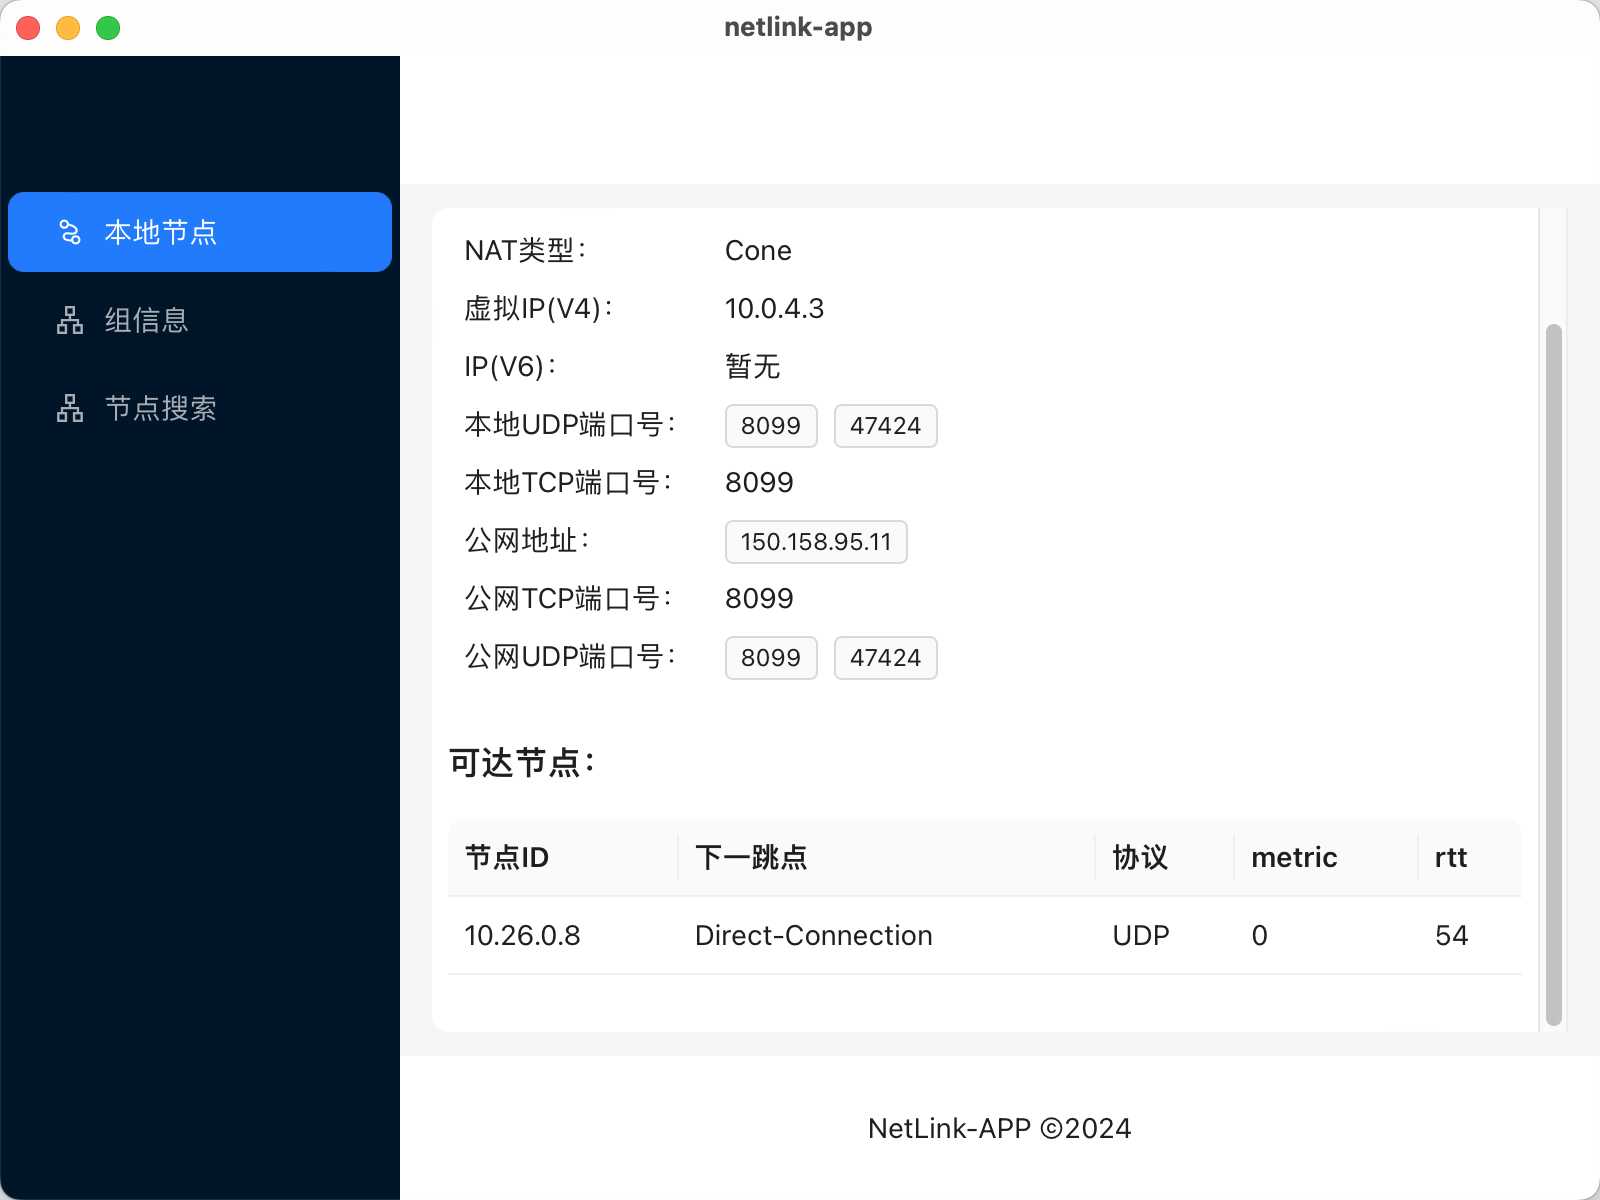 netlink-app
本地节点
组信息
节点搜索
NAT类型： Cone
虚拟IP(V4)： 10.0.4.3
IP(V6)： 暂无
本地UDP端口号： 8099 47424
本地TCP端口号： 8099
公网地址： 150.158.95.11
公网TCP端口号： 8099
公网UDP端口号： 8099 47424
可达节点：
节点ID 下一跳点 协议 metric rtt
10.26.0.8 Direct-Connection UDP 0 54
NetLink-APP ©2024